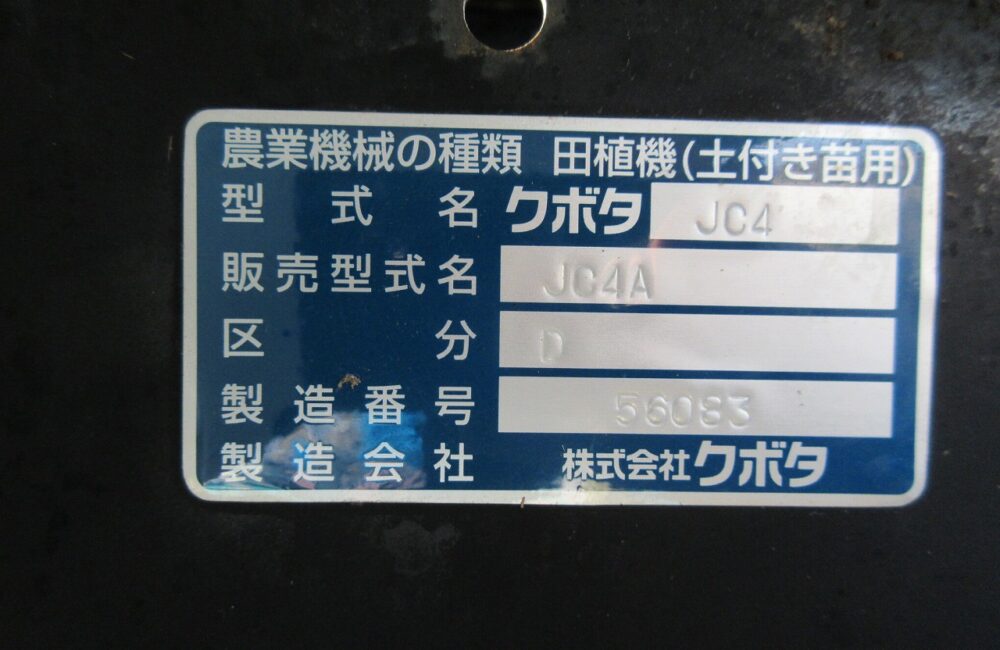 農業機械の種類 田植機(土付き苗用)
型式名 クボタ JC4
販売型式名 JC4A
区分 D
製造番号 56083
製造会社 株式会社クボタ